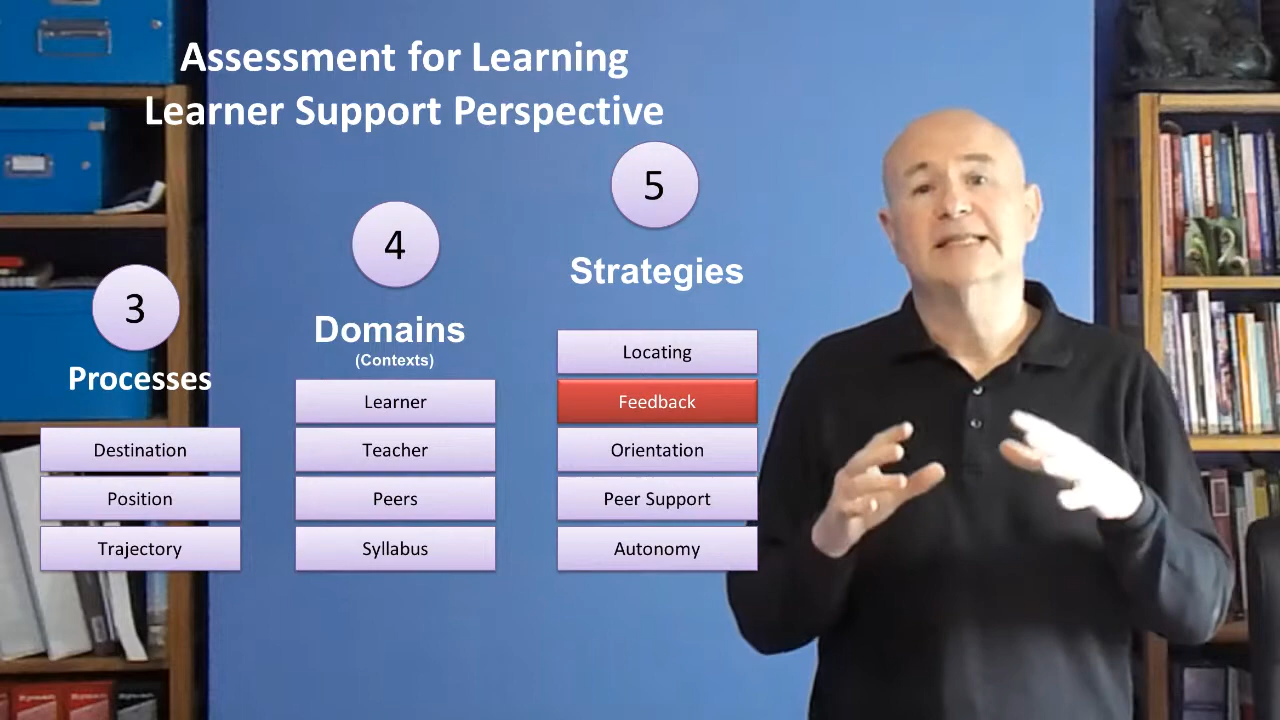 Assessment for Learning
Learner Support Perspective
3
Processes
Destination
Position
Trajectory
4
Domains
(Contexts)
Learner
Teacher
Peers
Syllabus
5
Strategies
Locating
Feedback
Orientation
Peer Support
Autonomy